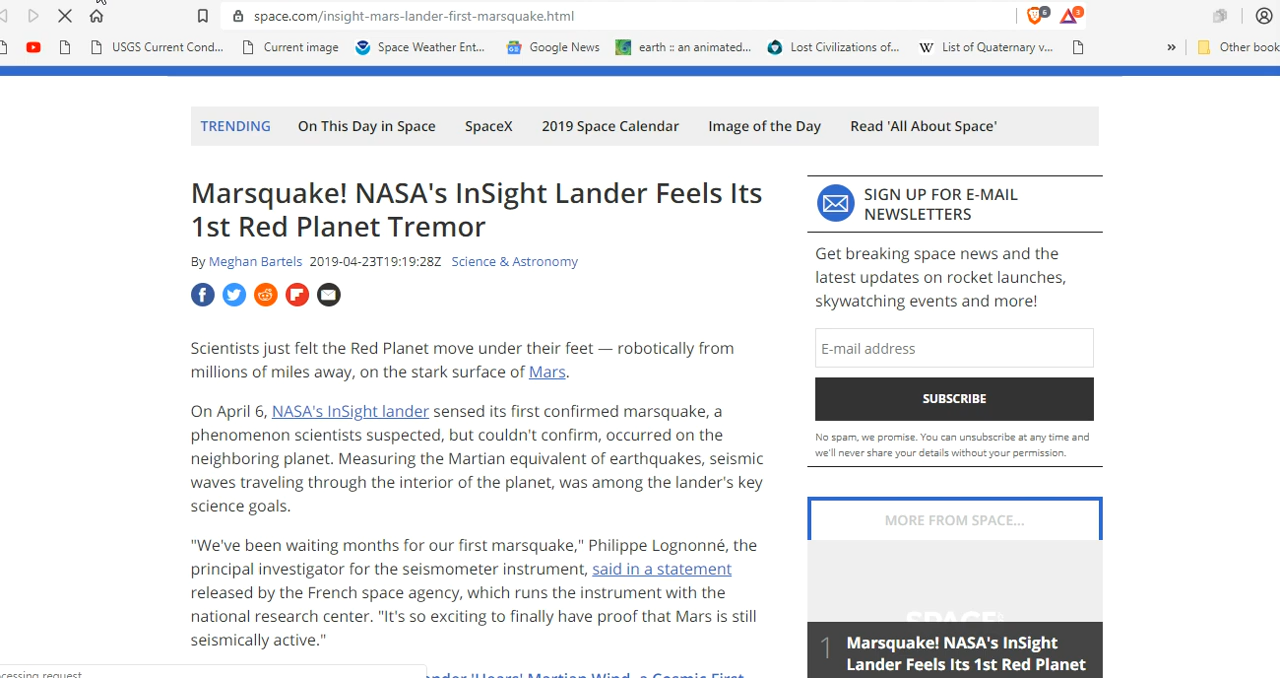 space.com/insight-mars-lander-first-marsquake.html
6
3
USGS Current Cond...
Current image
Space Weather Ent...
Google News
earth :: an animated...
Lost Civilizations of...
W
List of Quaternary v...
»
Other book
TRENDING
On This Day in Space
SpaceX
2019 Space Calendar
Image of the Day
Read 'All About Space'
Marsquake! NASA's InSight Lander Feels Its
1st Red Planet Tremor
By Meghan Bartels 2019-04-23T19:19:28Z Science & Astronomy
Scientists just felt the Red Planet move under their feet — robotically from
millions of miles away, on the stark surface of Mars.
On April 6, NASA's InSight lander sensed its first confirmed marsquake, a
phenomenon scientists suspected, but couldn't confirm, occurred on the
neighboring planet. Measuring the Martian equivalent of earthquakes, seismic
waves traveling through the interior of the planet, was among the lander's key
science goals.
"We've been waiting months for our first marsquake," Philippe Lognonné, the
principal investigator for the seismometer instrument, said in a statement
released by the French space agency, which runs the instrument with the
national research center. "It's so exciting to finally have proof that Mars is still
seismically active."
cessing request
nder 'Hears' Martian Wind, a Cosmic First
SIGN UP FOR E-MAIL
NEWSLETTERS
Get breaking space news and the
latest updates on rocket launches,
skywatching events and more!
E-mail address
SUBSCRIBE
No spam, we promise. You can unsubscribe at any time and
we'll never share your details without your permission.
MORE FROM SPACE...
SPACE
1
Marsquake! NASA's InSight
Lander Feels Its 1st Red Planet